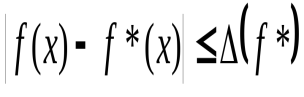 |f(x) - f*(x)| ≤ Δ(f*)